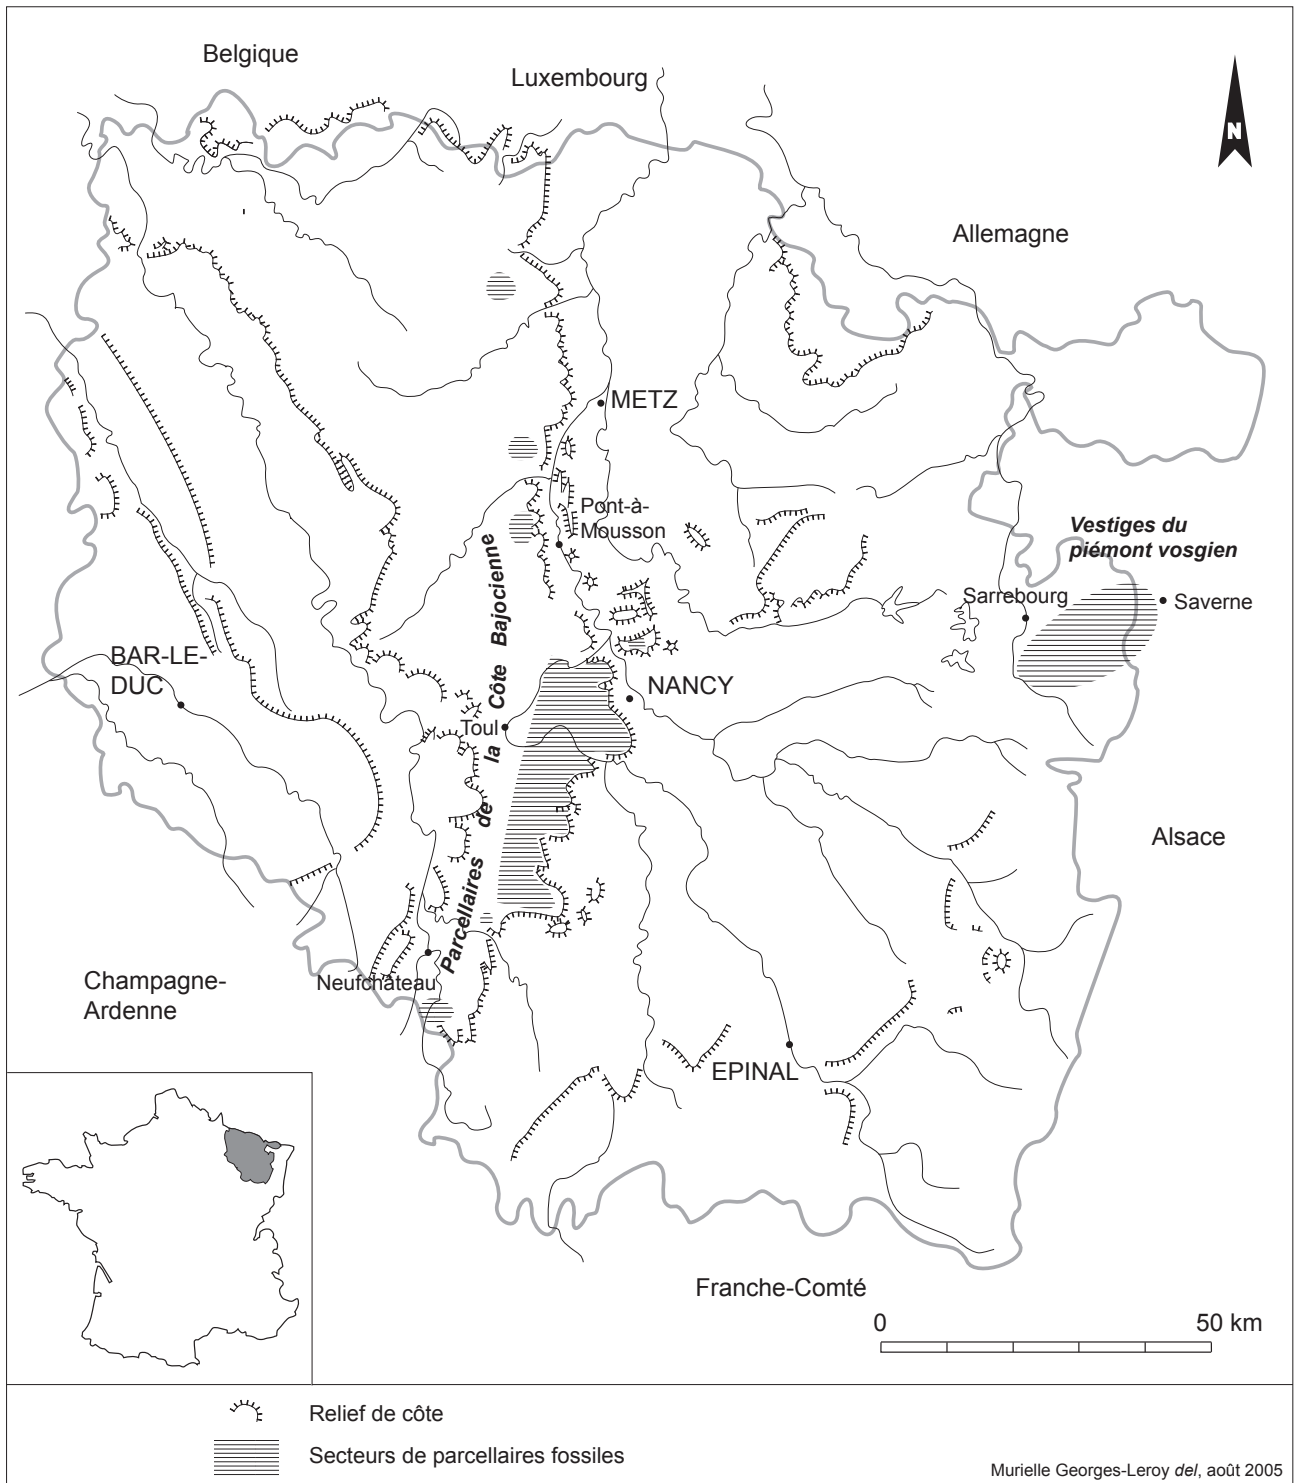 Belgique
Luxembourg
N
Allemagne
METZ
Pont-à-
Mousson
Vestiges du
piémont vosgien
Sarrebourg
Saverne
BAR-LE-
DUC
NANCY
Toul
Parcellaires de la Côte Bajocienne
Alsace
Champagne-
Ardenne
Neufchâteau
EPINAL
Franche-Comté
0 50 km
Relief de côte
Secteurs de parcellaires fossiles
Murielle Georges-Leroy del, août 2005